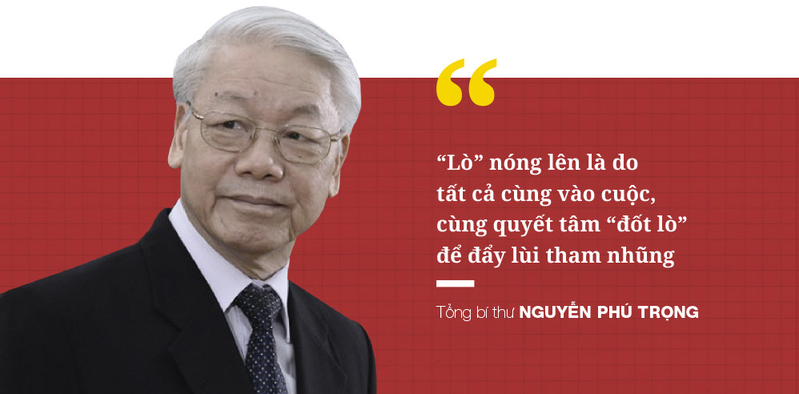 “Lò” nóng lên là do
tất cả cùng vào cuộc,
cùng quyết tâm “đốt lò”
để đẩy lùi tham nhũng
Tổng bí thư NGUYỄN PHÚ TRỌNG